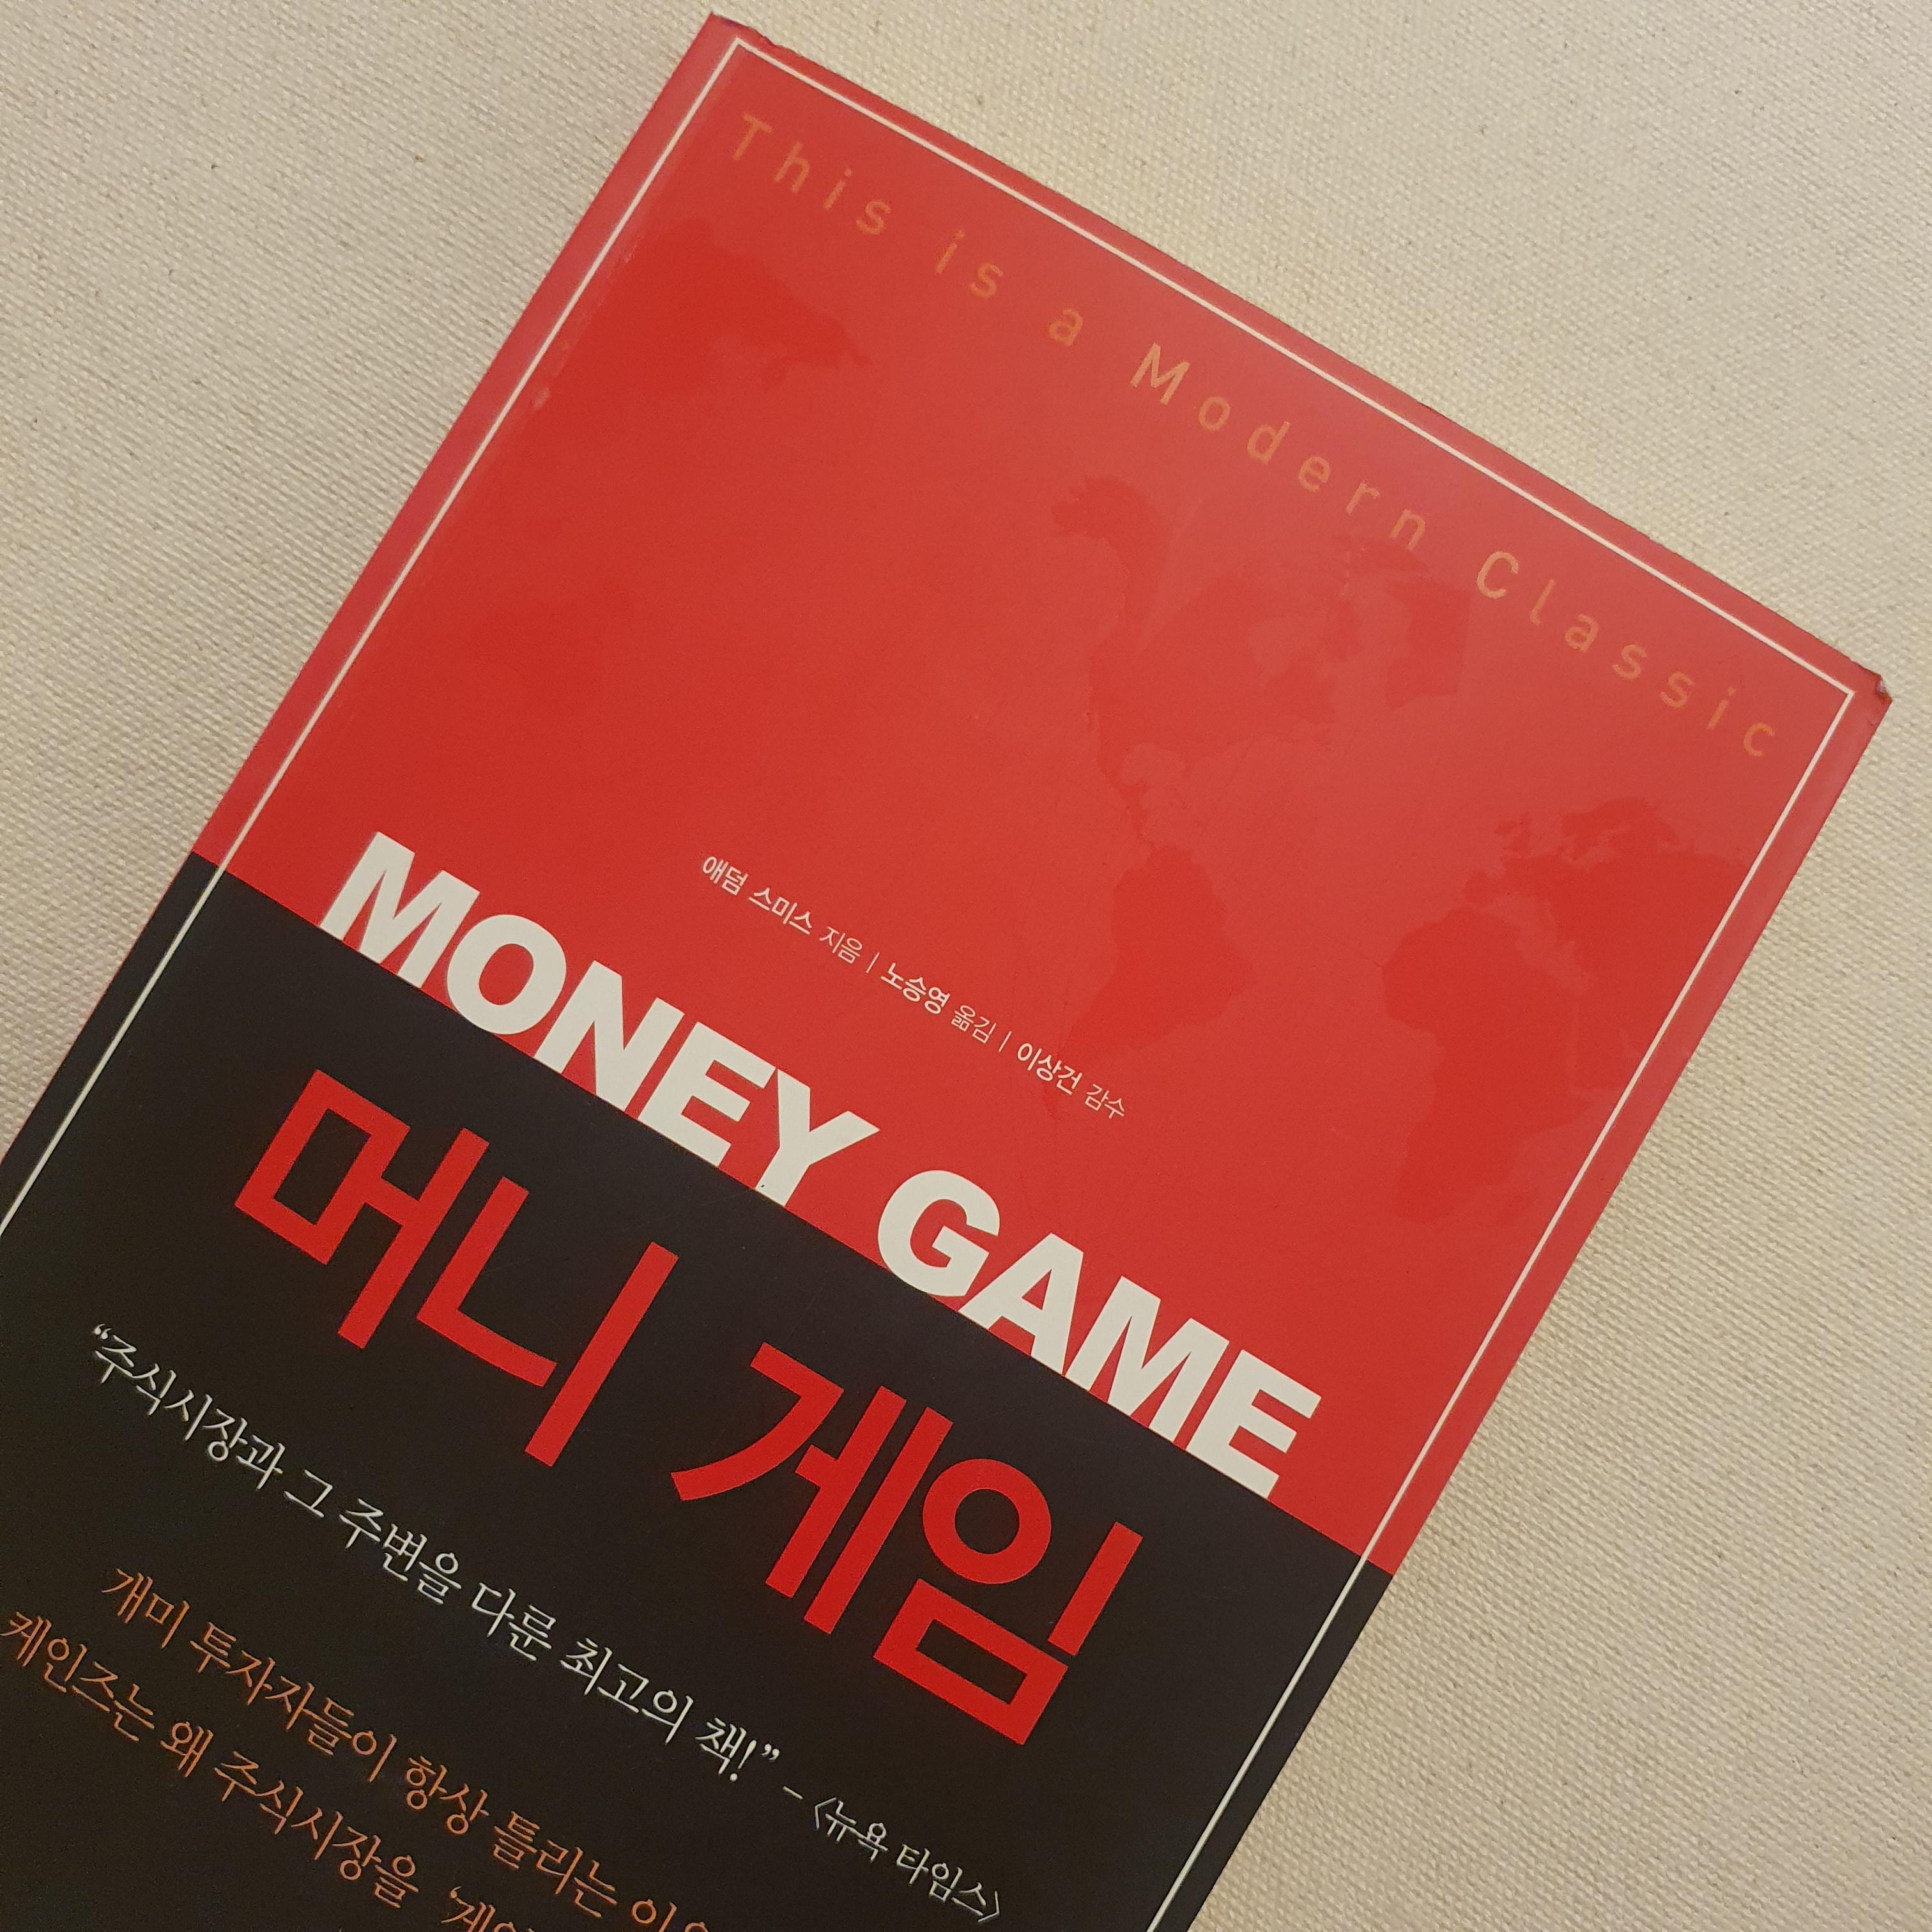 This is a Modern Classic
애덤 스미스 지음 | 노승영 옮김 | 이상건 감수
MONEY GAME
머니 게임
“주식시장과 그 주변을 다룬 최고의 책!” – 〈뉴욕 타임스〉
개미 투자자들이 항상 틀리는
케인즈는 왜 주식시장을